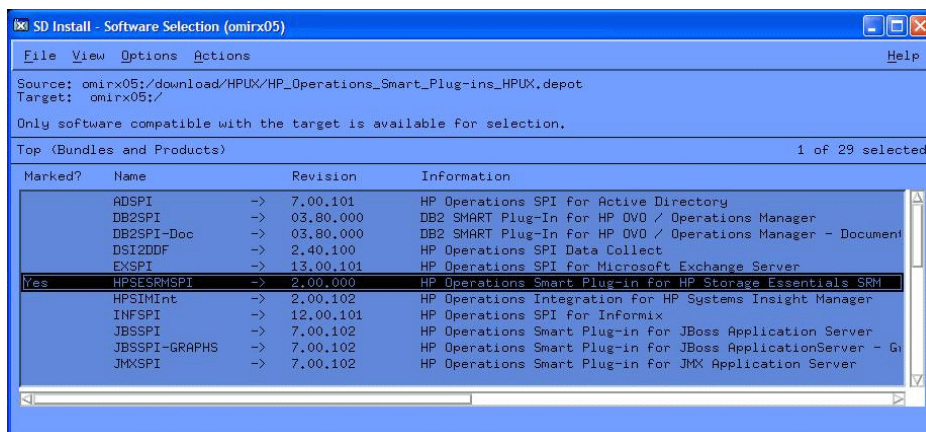 SD Install - Software Selection (omirx05)
File View Options Actions Help
Source: omirx05:/download/HPUX/HP_Operations_Smart_Plug-ins_HPUX.depot
Target: omirx05:/
Only software compatible with the target is available for selection.
Top (Bundles and Products) 1 of 29 selected
Marked? Name Revision Information
ADSPI -> 7.00.101 HP Operations SPI for Active Directory
DB2SPI -> 03.80.000 DB2 SMART Plug-In for HP OVO / Operations Manager
DB2SPI-Doc -> 03.80.000 DB2 SMART Plug-In for HP OVO / Operations Manager - Document
DSI2DDF -> 2.40.100 HP Operations SPI Data Collect
EXSPI -> 13.00.101 HP Operations SPI for Microsoft Exchange Server
Yes HPSESRMSPI -> 2.00.000 HP Operations Smart Plug-in for HP Storage Essentials SRM
HPSIMInt -> 2.00.102 HP Operations Integration for HP Systems Insight Manager
INFSPI -> 12.00.101 HP Operations SPI for Informix
JBSSPI -> 7.00.102 HP Operations Smart Plug-in for JBoss Application Server
JBSSPI-GRAPHS -> 7.00.102 HP Operations Smart Plug-in for JBoss ApplicationServer -
JMXSPI -> 7.00.102 HP Operations Smart Plug-in for JMX Application Server